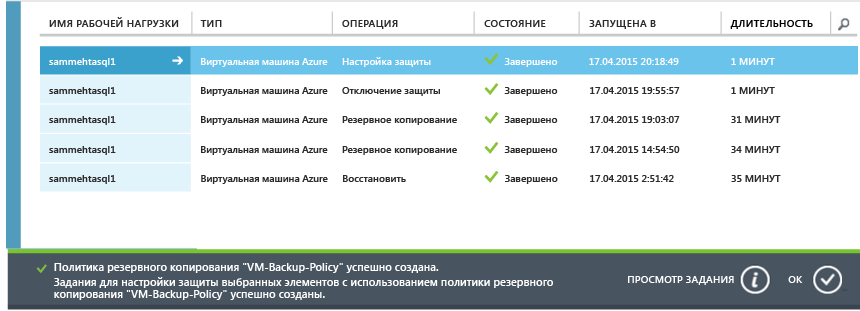 ИМЯ РАБОЧЕЙ НАГРУЗКИ ТИП ОПЕРАЦИЯ СОСТОЯНИЕ ЗАПУЩЕНА В ДЛИТЕЛЬНОСТЬ
sammehtasql1 Виртуальная машина Azure Настройка защиты Завершено 17.04.2015 20:18:49 1 МИНУТ
sammehtasql1 Виртуальная машина Azure Отключение защиты Завершено 17.04.2015 19:55:57 1 МИНУТ
sammehtasql1 Виртуальная машина Azure Резервное копирование Завершено 17.04.2015 19:03:07 31 МИНУТ
sammehtasql1 Виртуальная машина Azure Резервное копирование Завершено 17.04.2015 14:54:50 34 МИНУТ
sammehtasql1 Виртуальная машина Azure Восстановить Завершено 17.04.2015 2:51:42 35 МИНУТ
Политика резервного копирования "VM-Backup-Policy" успешно создана.
Задания для настройки защиты выбранных элементов с использованием политики резервного
копирования "VM-Backup-Policy" успешно созданы.
ПРОСМОТР ЗАДАНИЯ ОК